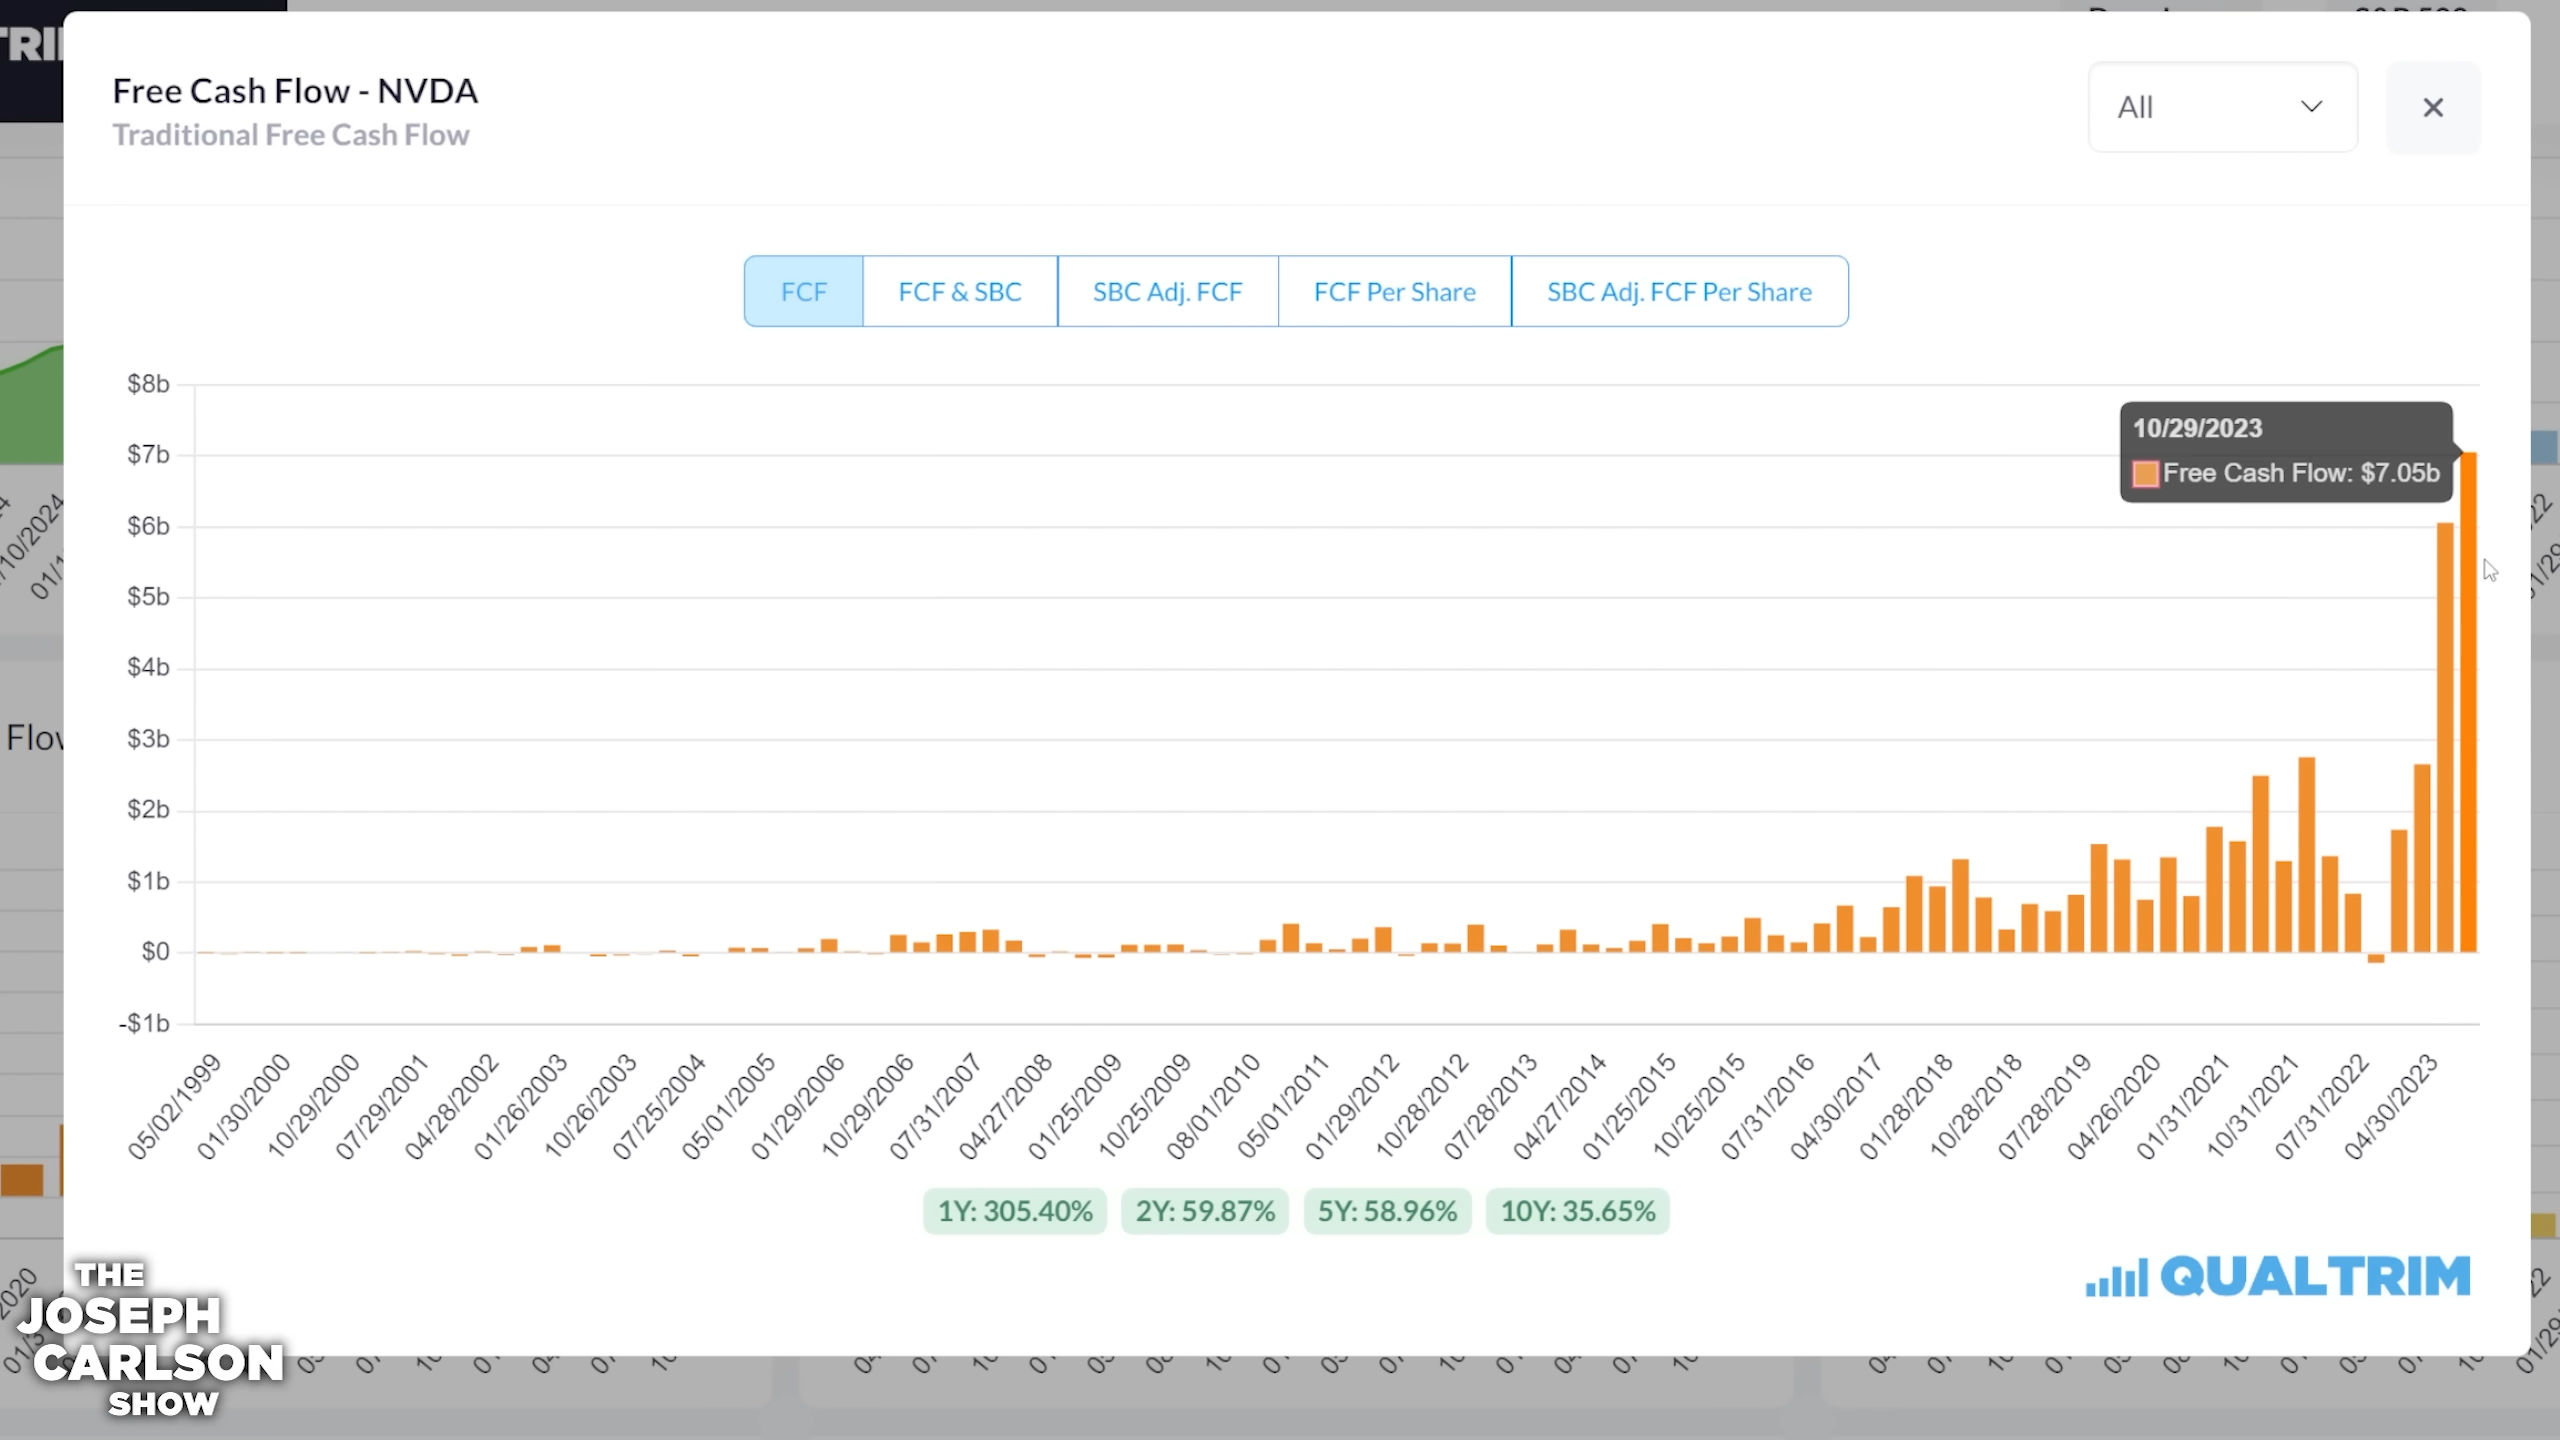 Free Cash Flow - NVDA
Traditional Free Cash Flow
All
FCF
FCF & SBC
SBC Adj. FCF
FCF Per Share
SBC Adj. FCF Per Share
$8b
$7b
$6b
$5b
$4b
$3b
$2b
$1b
$0
-$1b
10/29/2023
Free Cash Flow: $7.05b
05/02/1999
01/30/2000
10/29/2000
07/29/2001
04/28/2002
01/26/2003
10/26/2003
07/25/2004
05/01/2005
01/29/2006
10/29/2006
07/31/2007
04/27/2008
01/25/2009
10/25/2009
08/01/2010
05/01/2011
01/29/2012
10/28/2012
07/28/2013
04/27/2014
01/25/2015
10/25/2015
07/31/2016
04/30/2017
01/28/2018
10/28/2018
07/28/2019
04/26/2020
01/31/2021
10/31/2021
07/31/2022
04/30/2023
1Y: 305.40%
2Y: 59.87%
5Y: 58.96%
10Y: 35.65%
QUALTRIM
THE
JOSEPH
CARLSON
SHOW